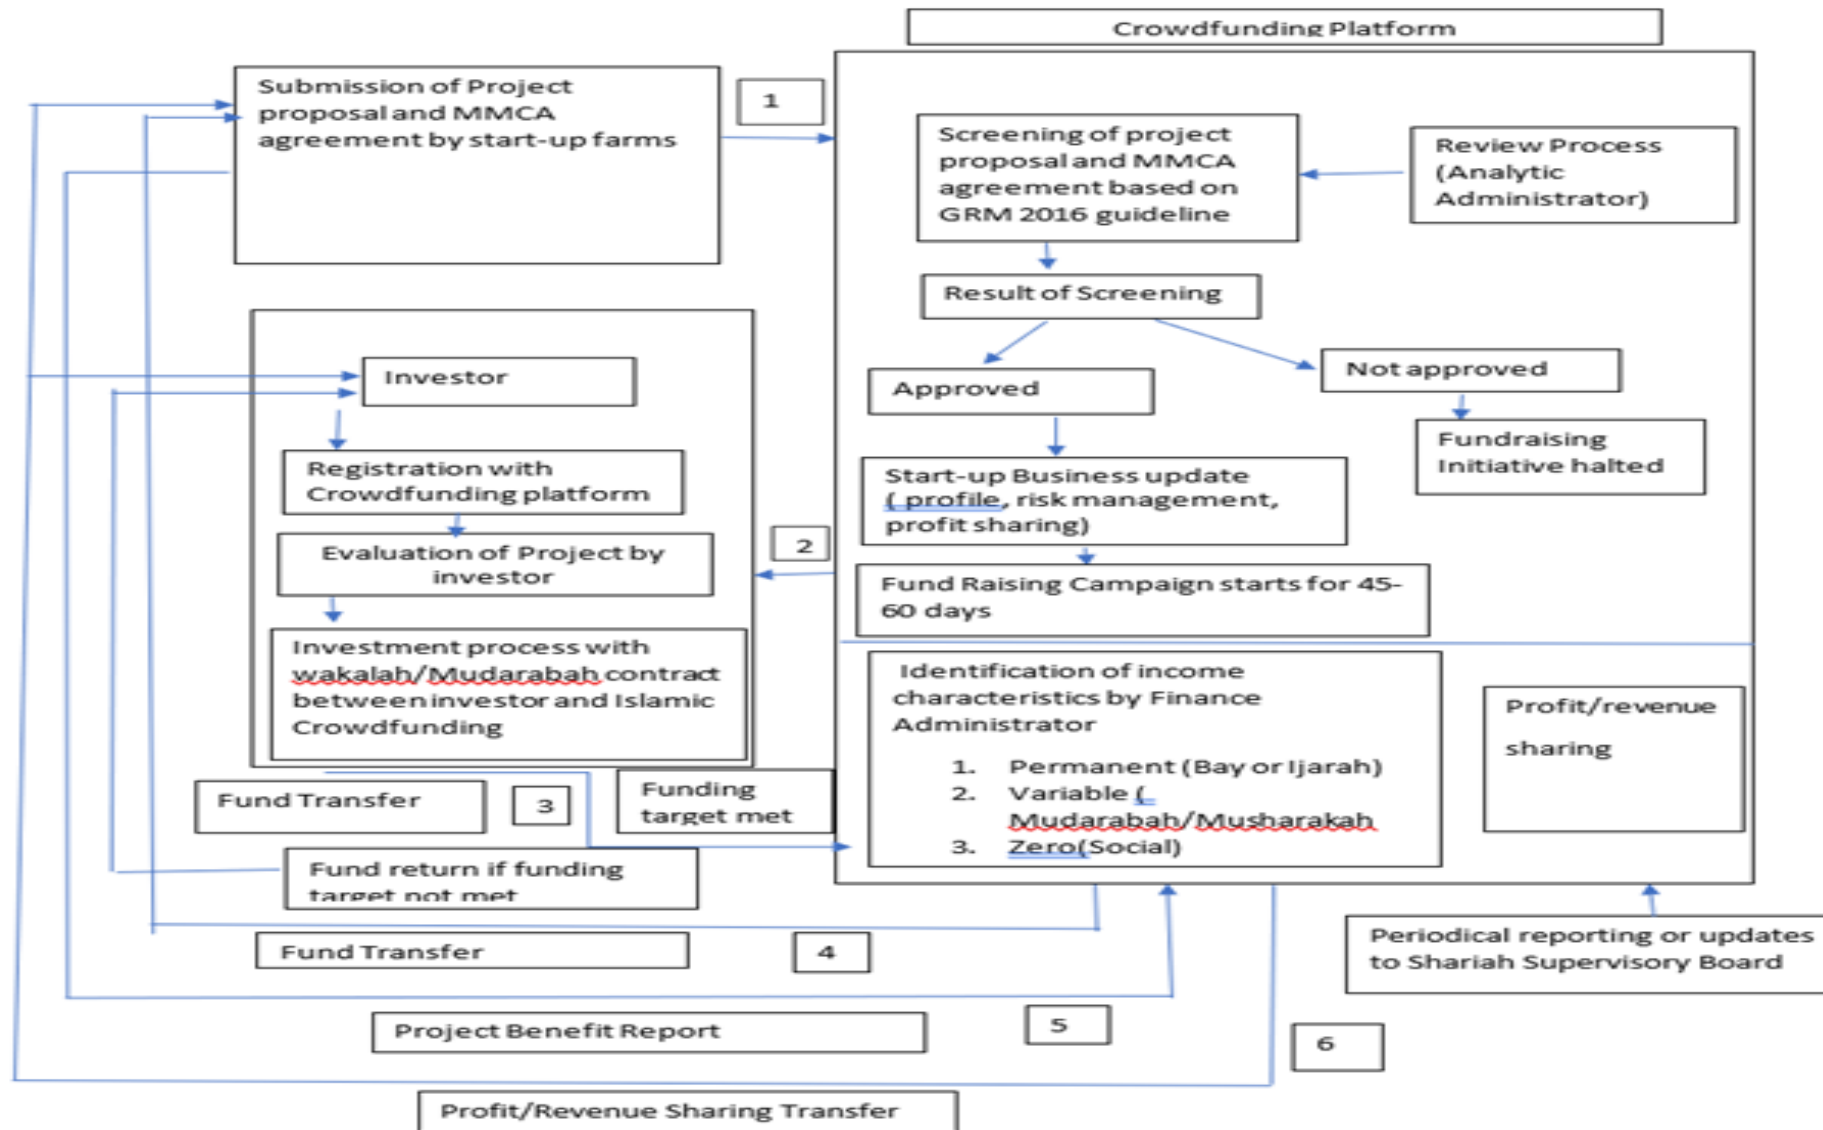 Crowdfunding Platform
Submission of Project
proposal and MMCA
agreement by start-up farms
1
Screening of project
proposal and MMCA
agreement based on
GRM 2016 guideline
Review Process
(Analytic
Administrator)
Result of Screening
Approved
Not approved
Fundraising
Initiative halted
Start-up Business update
( profile, risk management,
profit sharing)
Fund Raising Campaign starts for 45-
60 days
2
Investor
Registration with
Crowdfunding platform
Evaluation of Project by
investor
Investment process with
wakalah/Mudarabah contract
between investor and Islamic
Crowdfunding
Identification of income
characteristics by Finance
Administrator
1. Permanent (Bay or Ijarah)
2. Variable (
Mudarabah/Musharakah
3. Zero(Social)
Profit/revenue
sharing
Fund Transfer
3
Funding
target met
Fund return if funding
target not met
Fund Transfer
4
Periodical reporting or updates
to Shariah Supervisory Board
Project Benefit Report
5
6
Profit/Revenue Sharing Transfer